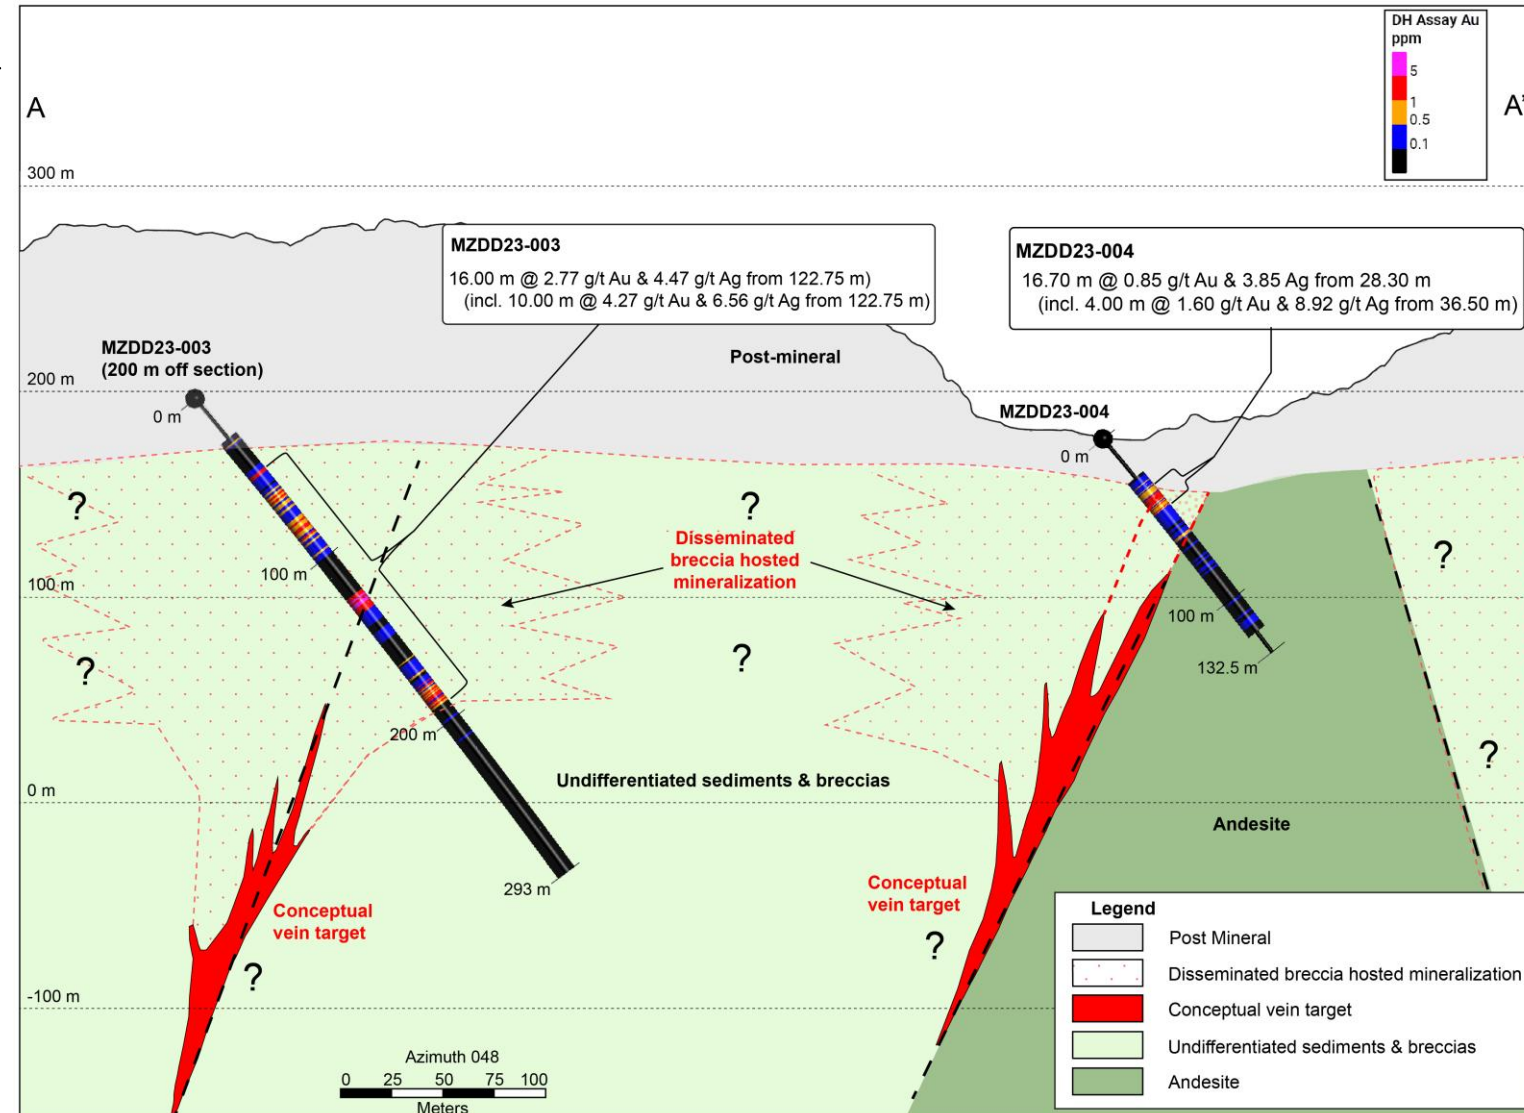 DH Assay Au
ppm
5
1
0.5
0.1
A
A'
300 m
MZDD23-003
16.00 m @ 2.77 g/t Au & 4.47 g/t Ag from 122.75 m)
(incl. 10.00 m @ 4.27 g/t Au & 6.56 g/t Ag from 122.75 m)
MZDD23-004
16.70 m @ 0.85 g/t Au & 3.85 Ag from 28.30 m
(incl. 4.00 m @ 1.60 g/t Au & 8.92 g/t Ag from 36.50 m)
MZDD23-003
(200 m off section)
Post-mineral
200 m
0 m
MZDD23-004
0 m
?
?
Disseminated
breccia hosted
mineralization
?
100 m
100 m
100 m
?
?
132.5 m
200 m
?
0 m
Undifferentiated sediments & breccias
Andesite
293 m
Conceptual
vein target
?
Conceptual
vein target
?
-100 m
Azimuth 048
0 25 50 75 100
Meters
Legend
Post Mineral
Disseminated breccia hosted mineralization
Conceptual vein target
Undifferentiated sediments & breccias
Andesite